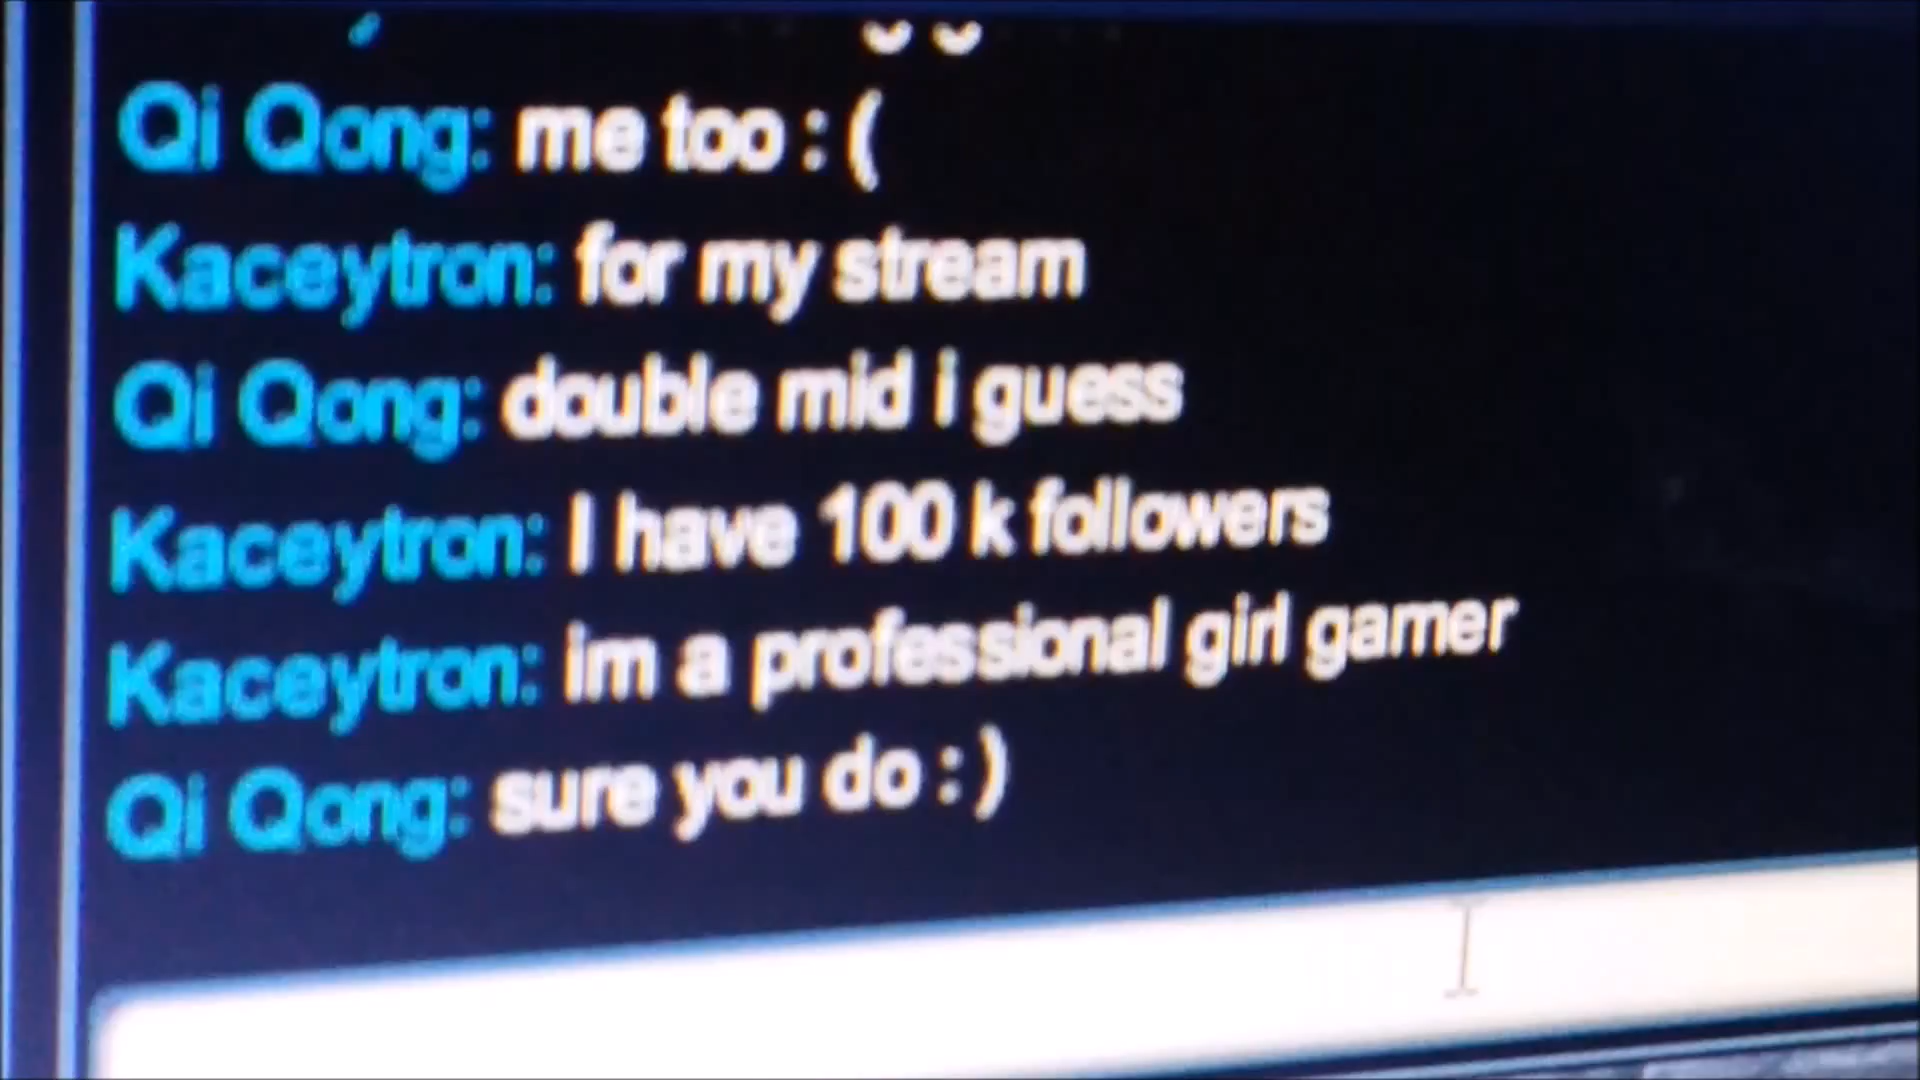 Qi Qong: me too : (
Kaceytron: for my stream
Qi Qong: double mid i guess
Kaceytron: I have 100 k followers
Kaceytron: im a professional girl gamer
Qi Qong: sure you do : )